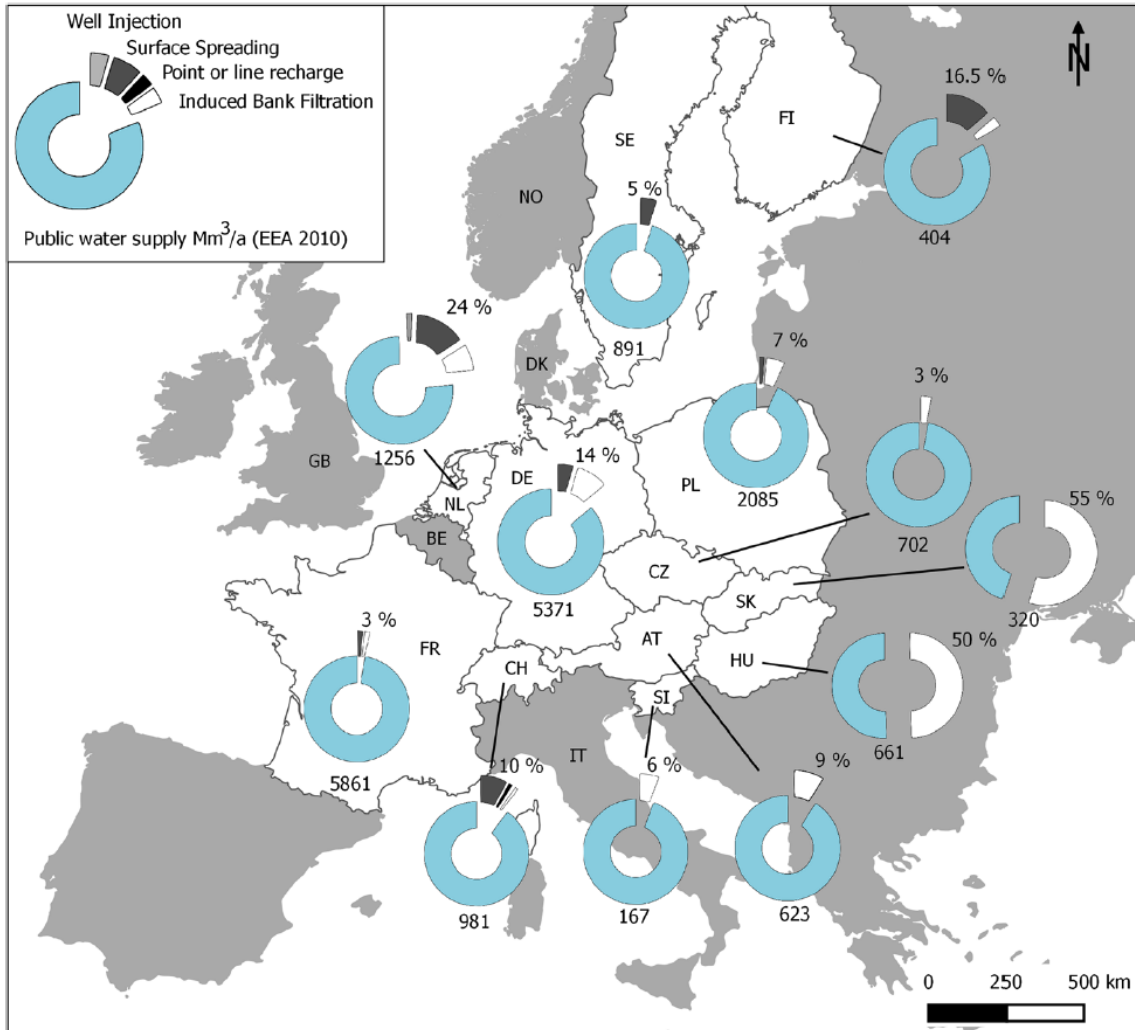 Well Injection
Surface Spreading
Point or line recharge
Induced Bank Filtration
Public water supply Mm³/a (EEA 2010)
N
16.5 %
FI
404
SE
NO
5 %
891
24 %
1256
DK
7 %
2085
PL
3 %
702
GB
NL
DE
14 %
5371
BE
CZ
55 %
320
SK
AT
HU
50 %
661
3 %
FR
5861
CH
SI
IT
10 %
981
6 %
167
9 %
623
0 250 500 km